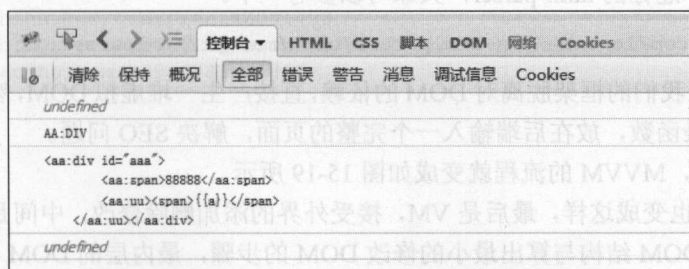 控制台 HTML CSS 脚本 DOM 网络 Cookies
清除 保持 概况 全部 错误 警告 消息 调试信息 Cookies
undefined
AA:DIV
<aa:div id="aaa">
<aa:span>88888</aa:span>
<aa:uu><span>{{a}}</span>
</aa:uu></aa:div>
undefined